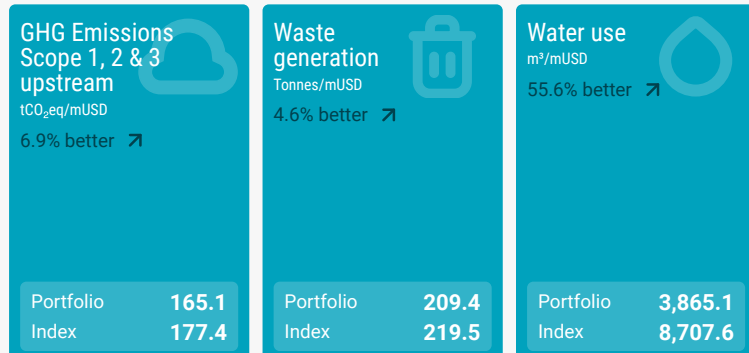 GHG Emissions
Scope 1, 2 & 3
upstream
tCO₂eq/mUSD
6.9% better
Portfolio 165.1
Index 177.4
Waste
generation
Tonnes/mUSD
4.6% better
Portfolio 209.4
Index 219.5
Water use
m³/mUSD
55.6% better
Portfolio 3,865.1
Index 8,707.6